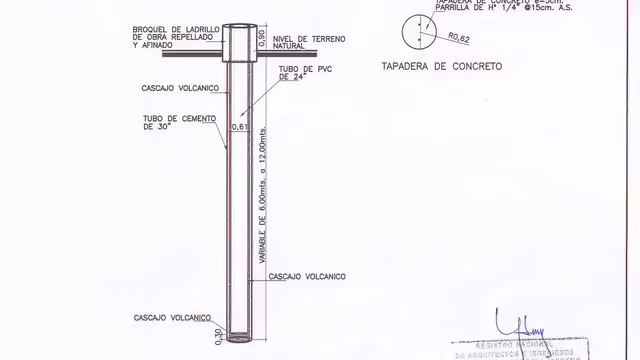 TAPADERA DE CONCRETO e=5cm.
PARRILLA DE Hº 1/4" @15cm. A.S.
BROQUEL DE LADRILLO
DE OBRA REPELLADO
Y AFINADO
0,90
NIVEL DE TERRENO
NATURAL
R0,62
TAPADERA DE CONCRETO
TUBO DE PVC
DE 24"
CASCAJO VOLCANICO
TUBO DE CEMENTO
DE 30"
0,61
VARIABLE DE 6.00mts. a 12.00mts.
CASCAJO VOLCANICO
CASCAJO VOLCANICO
0,30
REGISTRO NACIONAL
DE ARQUITECTOS E INGENIEROS